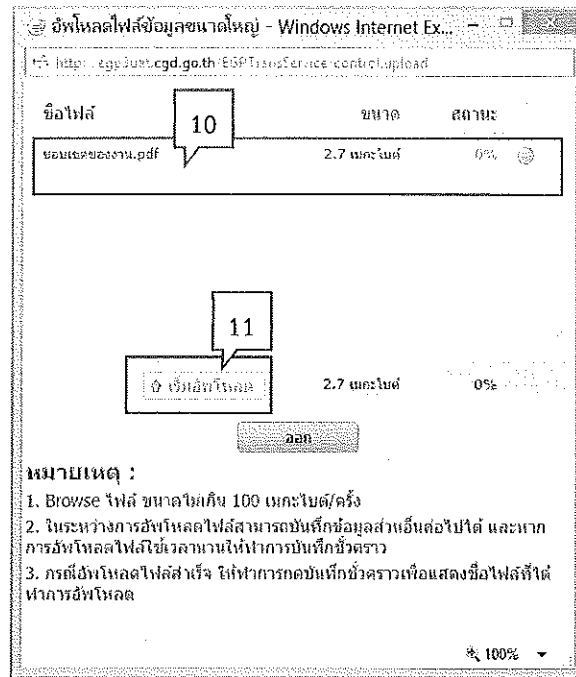 อัพโหลดไฟล์ข้อมูลขนาดใหญ่ - Windows Internet Ex...
cgd.go.th
ชื่อไฟล์ ขนาด สถานะ
10
ขอบเขตของงาน.pdf 2.7 เมกะไบต์ 0%
11
เริ่มอัพโหลด 2.7 เมกะไบต์ 0%
ออก
หมายเหตุ :
1. Browse ไฟล์ ขนาดไม่เกิน 100 เมกะไบต์/ครั้ง
2. ในระหว่างการอัพโหลดไฟล์สามารถบันทึกข้อมูลส่วนอื่นต่อไปได้ และหาก
การอัพโหลดไฟล์ใช้เวลานานให้ทำการบันทึกชั่วคราว
3. กรณีอัพโหลดไฟล์สำเร็จ ให้ทำการกดบันทึกชั่วคราวเพื่อแสดงชื่อไฟล์ที่ได้
ทำการอัพโหลด
100%